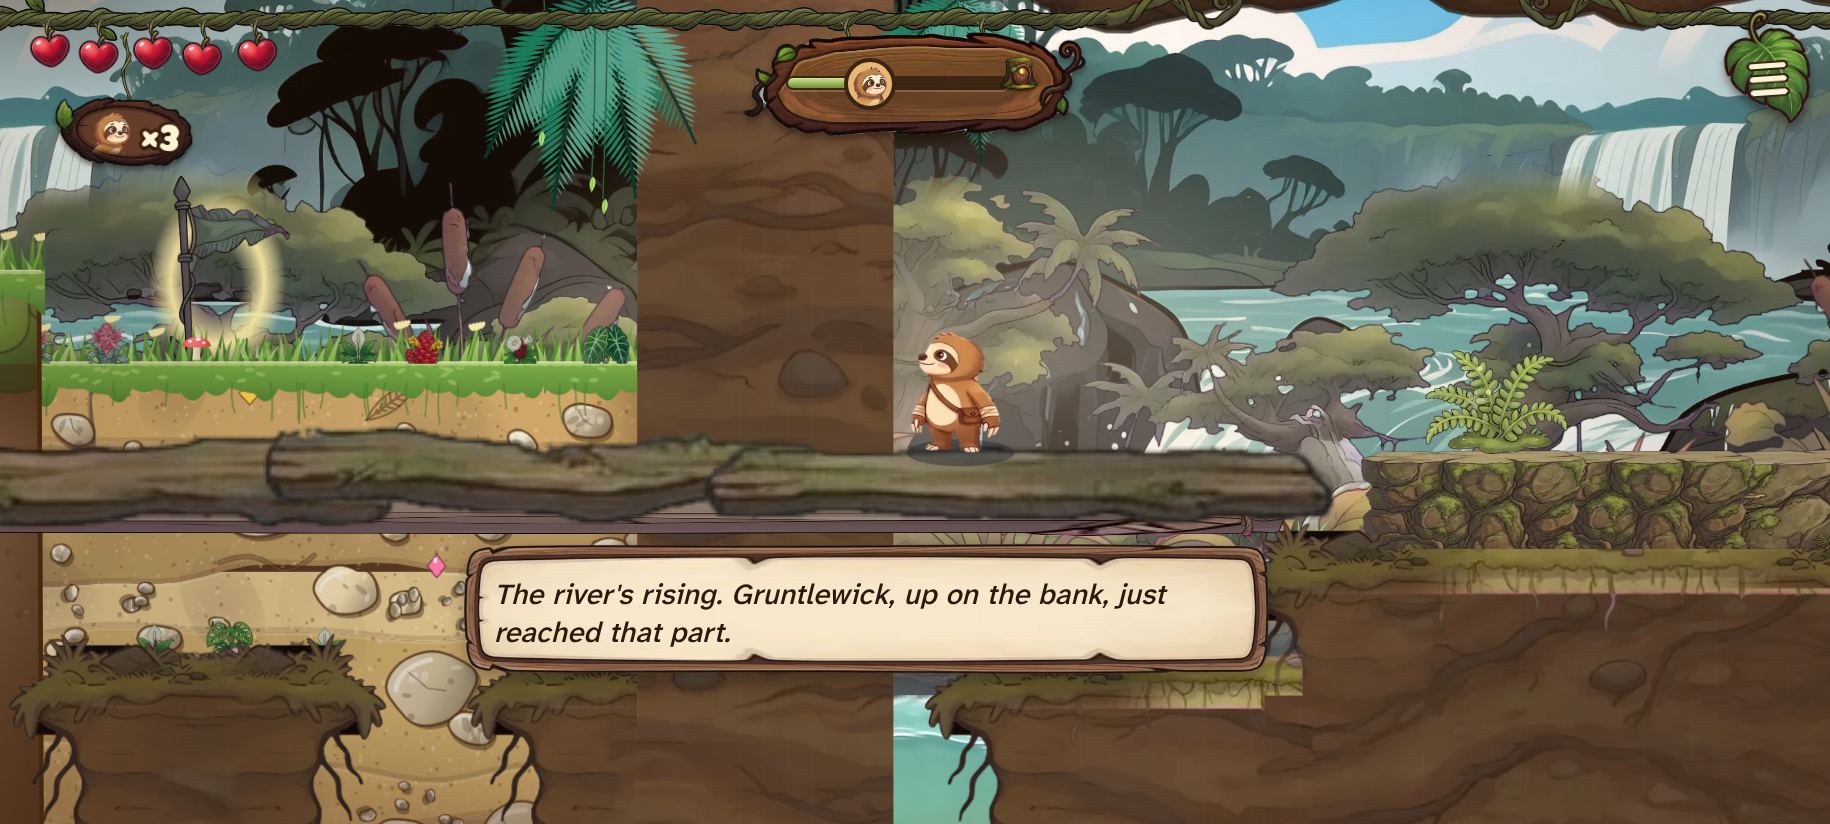 ×3
The river's rising. Gruntlewick, up on the bank, just
reached that part.